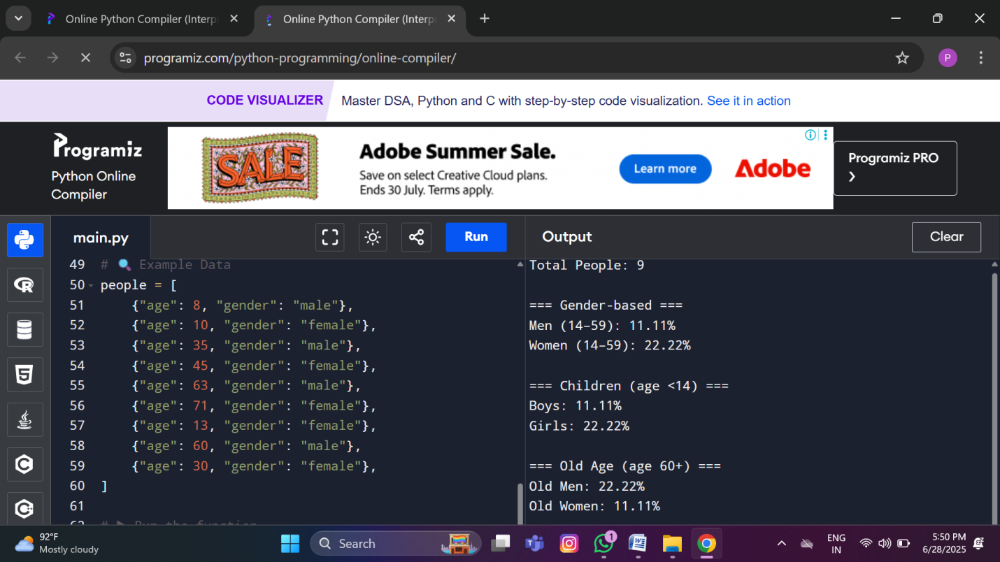 Online Python Compiler (Interp
Online Python Compiler (Interp
programiz.com/python-programming/online-compiler/
P
CODE VISUALIZER
Master DSA, Python and C with step-by-step code visualization. See it in action
Programiz
Python Online
Compiler
SALE
Adobe Summer Sale.
Save on select Creative Cloud plans.
Ends 30 July. Terms apply.
Learn more
Adobe
Programiz PRO
main.py
Run
Output
Clear
49 # 🔍 Example Data
50 people = [
51 {"age": 8, "gender": "male"},
52 {"age": 10, "gender": "female"},
53 {"age": 35, "gender": "male"},
54 {"age": 45, "gender": "female"},
55 {"age": 63, "gender": "male"},
56 {"age": 71, "gender": "female"},
57 {"age": 13, "gender": "female"},
58 {"age": 60, "gender": "male"},
59 {"age": 30, "gender": "female"},
60 ]
61
62 # ▶ Run the function
Total People: 9
=== Gender-based ===
Men (14–59): 11.11%
Women (14–59): 22.22%
=== Children (age <14) ===
Boys: 11.11%
Girls: 22.22%
=== Old Age (age 60+) ===
Old Men: 22.22%
Old Women: 11.11%
92°F
Mostly cloudy
Search
1
ENG
IN
5:50 PM
6/28/2025